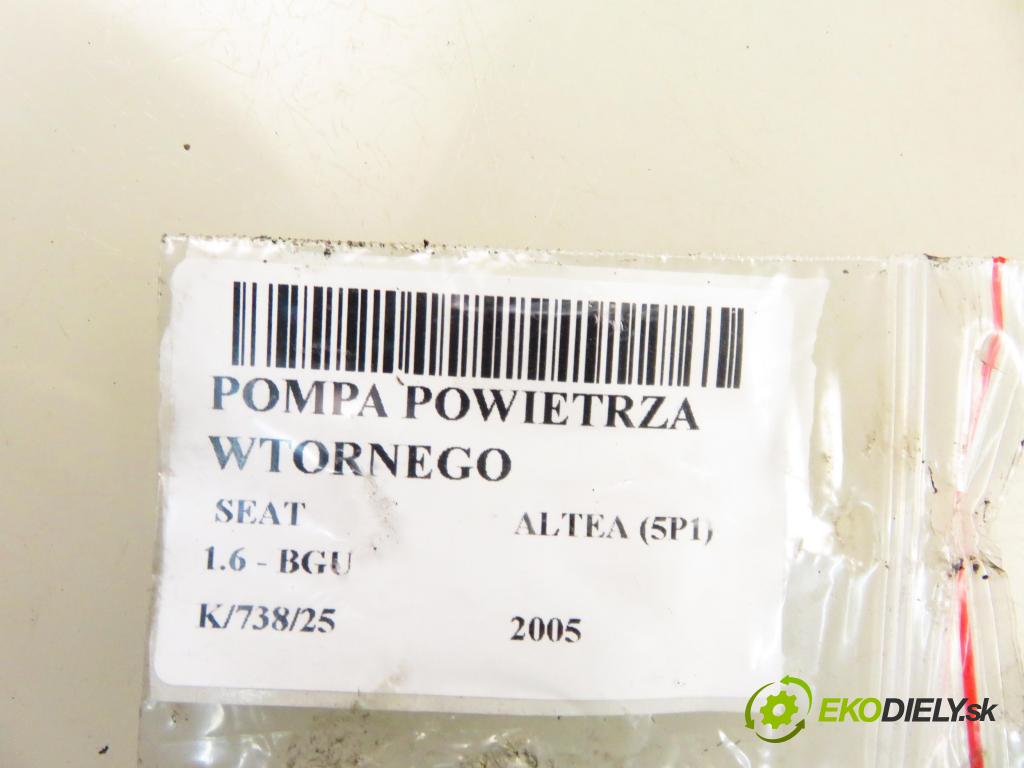 POMPA POWIETRZA
WTORNEGO
SEAT ALTEA (5P1)
1.6 - BGU
K/738/25 2005
EKODIELY.sk